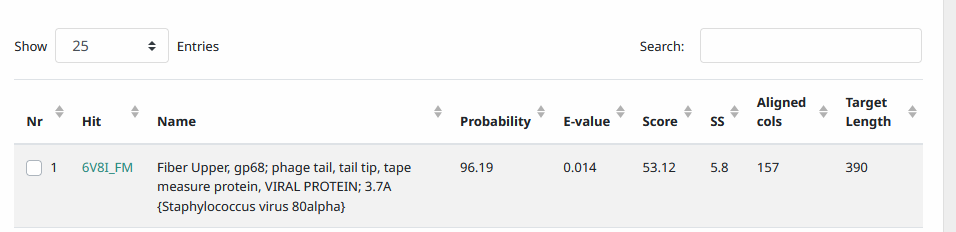 Show 25 Entries Search:
Nr Hit Name Probability E-value Score SS Aligned cols Target Length
1 6V8I_FM Fiber Upper, gp68; phage tail, tail tip, tape 96.19 0.014 53.12 5.8 157 390
measure protein, VIRAL PROTEIN; 3.7A
{Staphylococcus virus 80alpha}